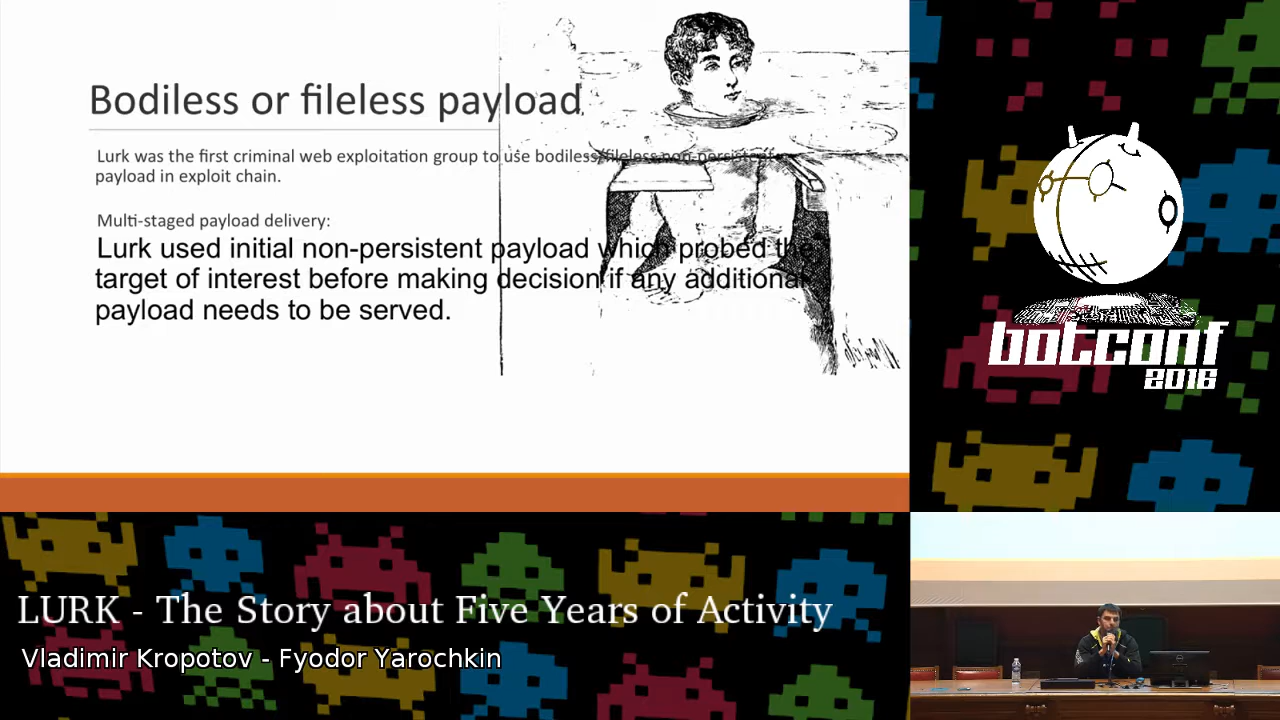 Bodiless or fileless payload
Lurk was the first criminal web exploitation group to use bodiless/fileless non-persistent
payload in exploit chain.
Multi-staged payload delivery:
Lurk used initial non-persistent payload which probed the
target of interest before making decision if any additional
payload needs to be served.
botconf
2016
LURK - The Story about Five Years of Activity
Vladimir Kropotov - Fyodor Yarochkin